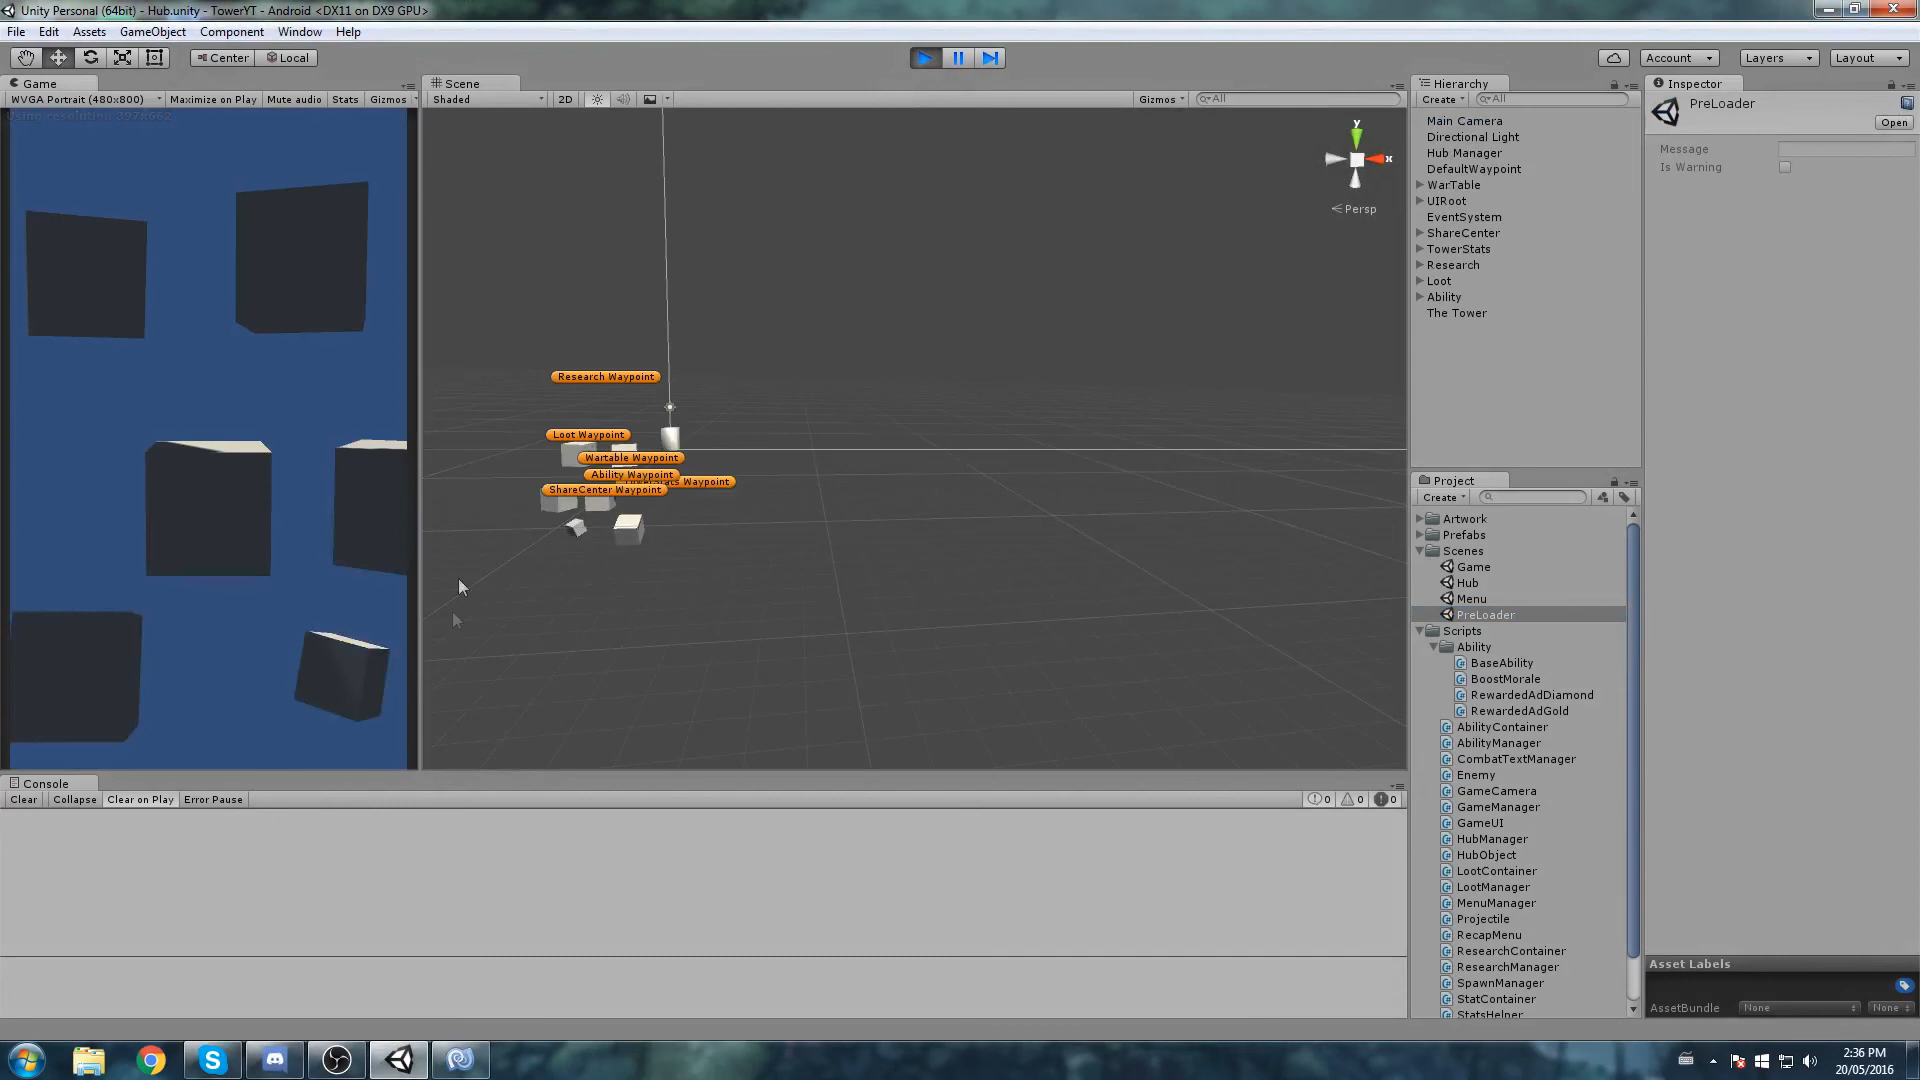 Unity Personal (64bit) - Hub.unity - TowerYT - Android <DX11 on DX9 GPU>
File Edit Assets GameObject Component Window Help
Center Local Account Layers Layout
Game
WVGA Portrait (480x800) Maximize on Play Mute audio Stats Gizmos
Using resolution 397x662
Scene
Shaded 2D Gizmos All
y
x
Persp
Research Waypoint
Loot Waypoint
Wartable Waypoint
Ability Waypoint
Waypoint
ShareCenter Waypoint
Hierarchy
Create All
Main Camera
Directional Light
Hub Manager
DefaultWaypoint
WarTable
UIRoot
EventSystem
ShareCenter
TowerStats
Research
Loot
Ability
The Tower
Project
Create
Artwork
Prefabs
Scenes
Game
Hub
Menu
PreLoader
Scripts
Ability
BaseAbility
BoostMorale
RewardedAdDiamond
RewardedAdGold
AbilityContainer
AbilityManager
CombatTextManager
Enemy
GameCamera
GameManager
GameUI
HubManager
HubObject
LootContainer
LootManager
MenuManager
Projectile
RecapMenu
ResearchContainer
ResearchManager
SpawnManager
StatContainer
StatsHelper
Inspector
PreLoader
Open
Message
Is Warning
Asset Labels
AssetBundle None None
Console
Clear Collapse Clear on Play Error Pause 0 0 0
2:36 PM
20/05/2016